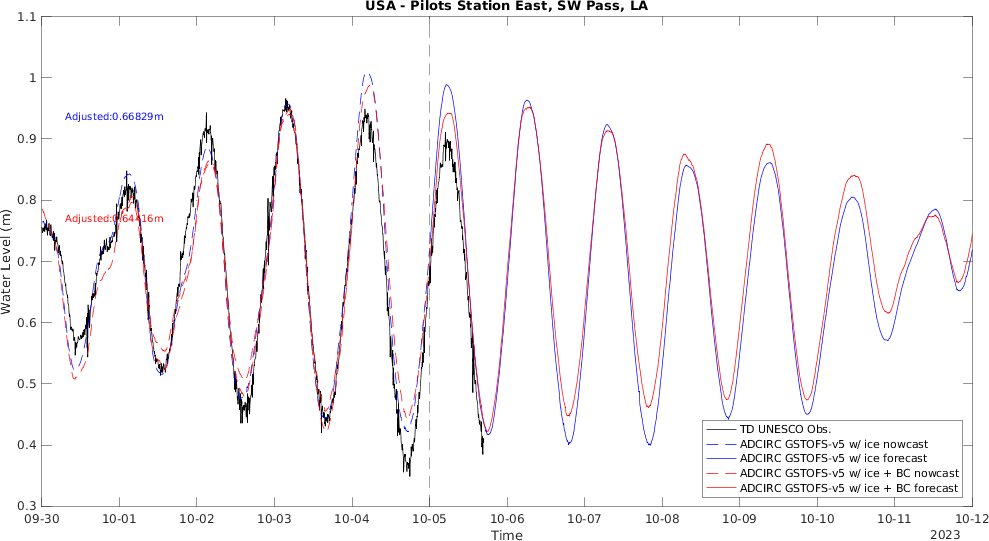 USA - Pilots Station East, SW Pass, LA
1.1
1
0.9
0.8
0.7
0.6
0.5
0.4
0.3
Water Level (m)
Adjusted:0.66829m
Adjusted:0.64416m
TD UNESCO Obs.
ADCIRC GSTOFS-v5 w/ ice nowcast
ADCIRC GSTOFS-v5 w/ ice forecast
ADCIRC GSTOFS-v5 w/ ice + BC nowcast
ADCIRC GSTOFS-v5 w/ ice + BC forecast
09-30 10-01 10-02 10-03 10-04 10-05 10-06 10-07 10-08 10-09 10-10 10-11 10-12
Time
2023